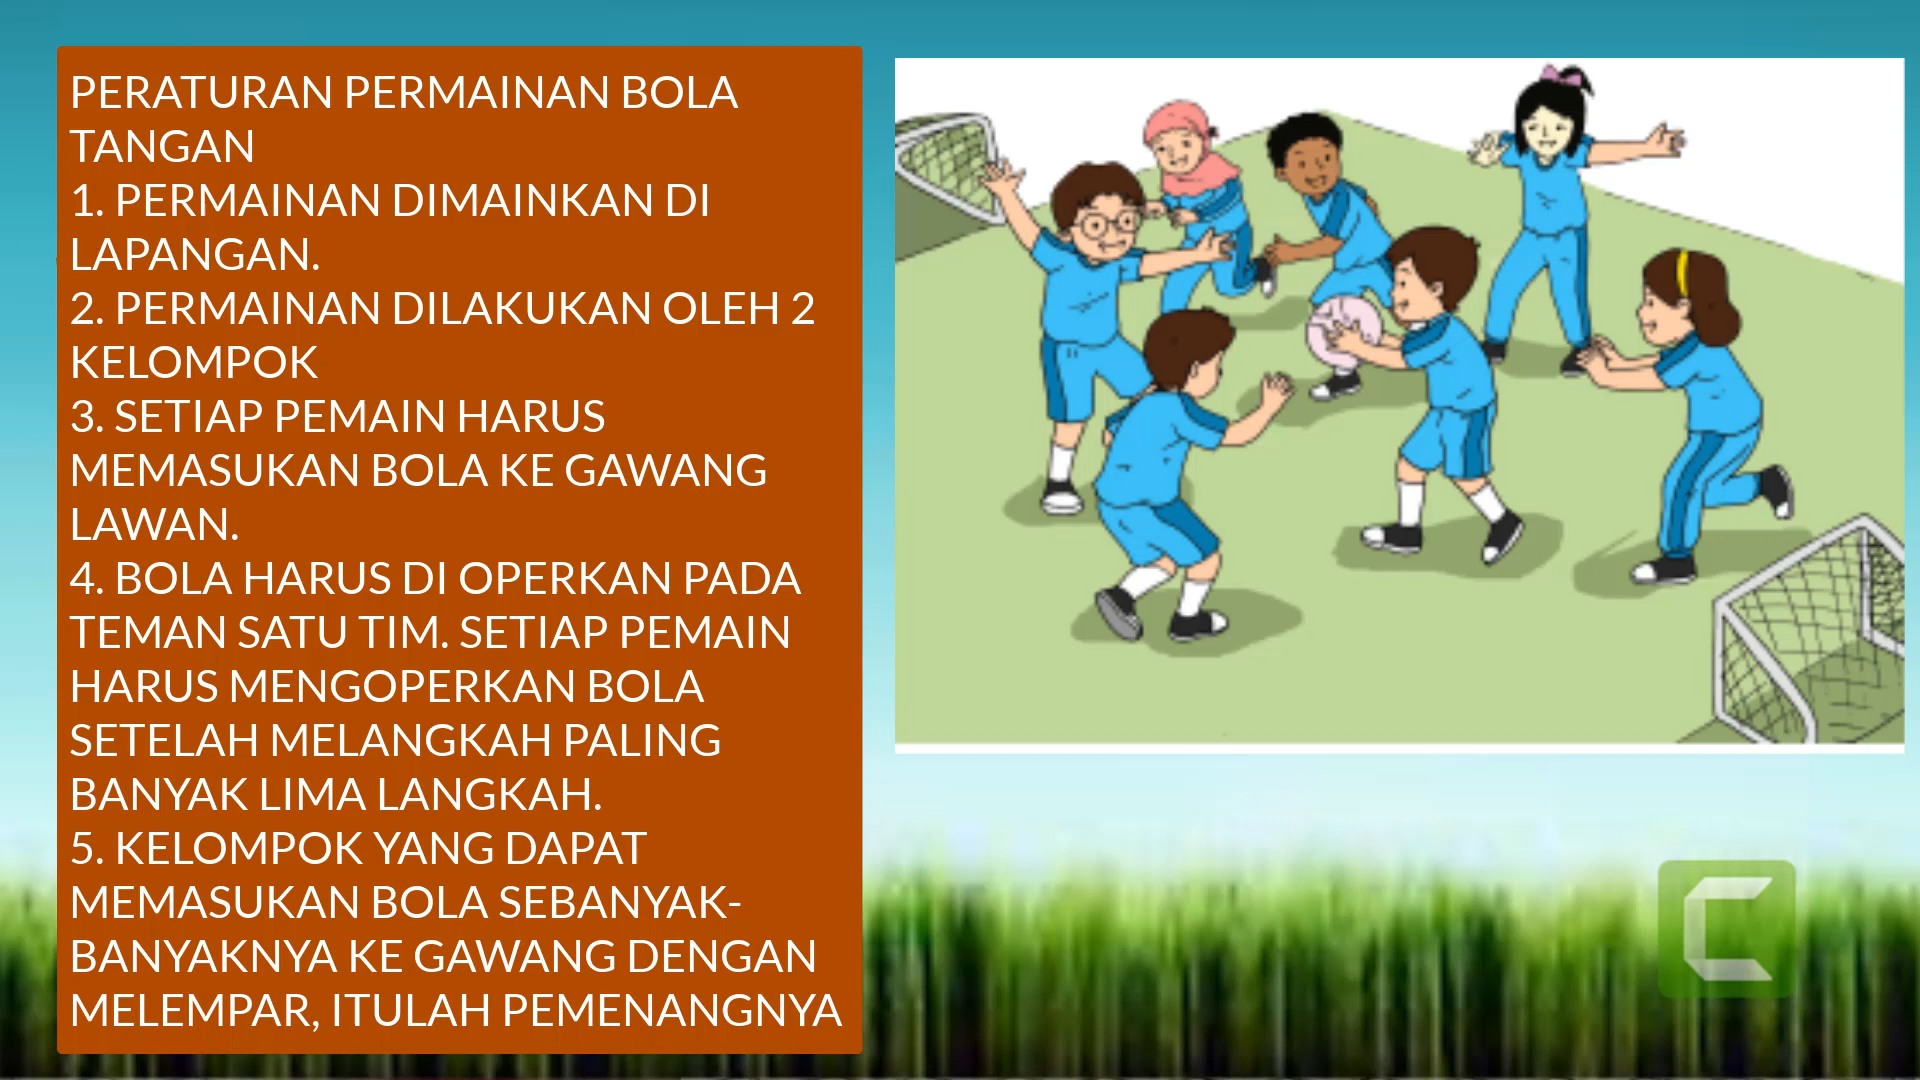 PERATURAN PERMAINAN BOLA
TANGAN
1. PERMAINAN DIMAINKAN DI
LAPANGAN.
2. PERMAINAN DILAKUKAN OLEH 2
KELOMPOK
3. SETIAP PEMAIN HARUS
MEMASUKAN BOLA KE GAWANG
LAWAN.
4. BOLA HARUS DI OPERKAN PADA
TEMAN SATU TIM. SETIAP PEMAIN
HARUS MENGOPERKAN BOLA
SETELAH MELANGKAH PALING
BANYAK LIMA LANGKAH.
5. KELOMPOK YANG DAPAT
MEMASUKAN BOLA SEBANYAK-
BANYAKNYA KE GAWANG DENGAN
MELEMPAR, ITULAH PEMENANGNYA